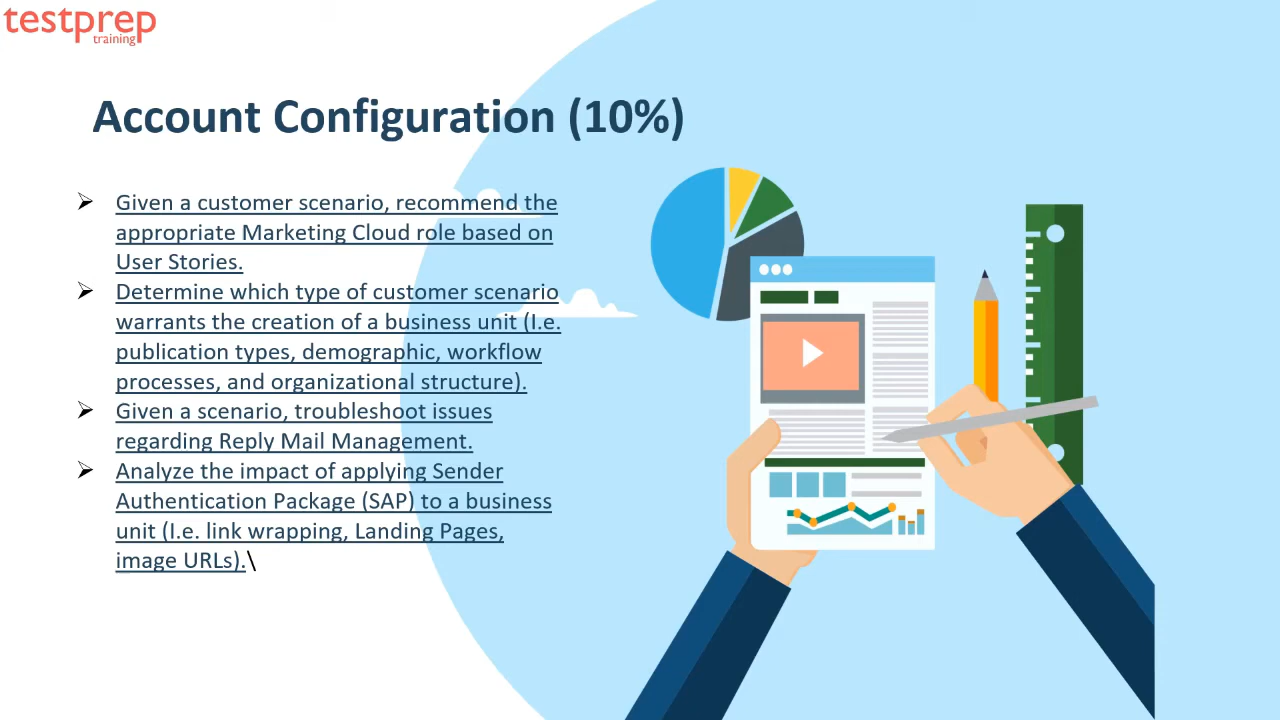 testprep
training
Account Configuration (10%)
➢ Given a customer scenario, recommend the
appropriate Marketing Cloud role based on
User Stories.
➢ Determine which type of customer scenario
warrants the creation of a business unit (I.e.
publication types, demographic, workflow
processes, and organizational structure).
➢ Given a scenario, troubleshoot issues
regarding Reply Mail Management.
➢ Analyze the impact of applying Sender
Authentication Package (SAP) to a business
unit (I.e. link wrapping, Landing Pages,
image URLs).\